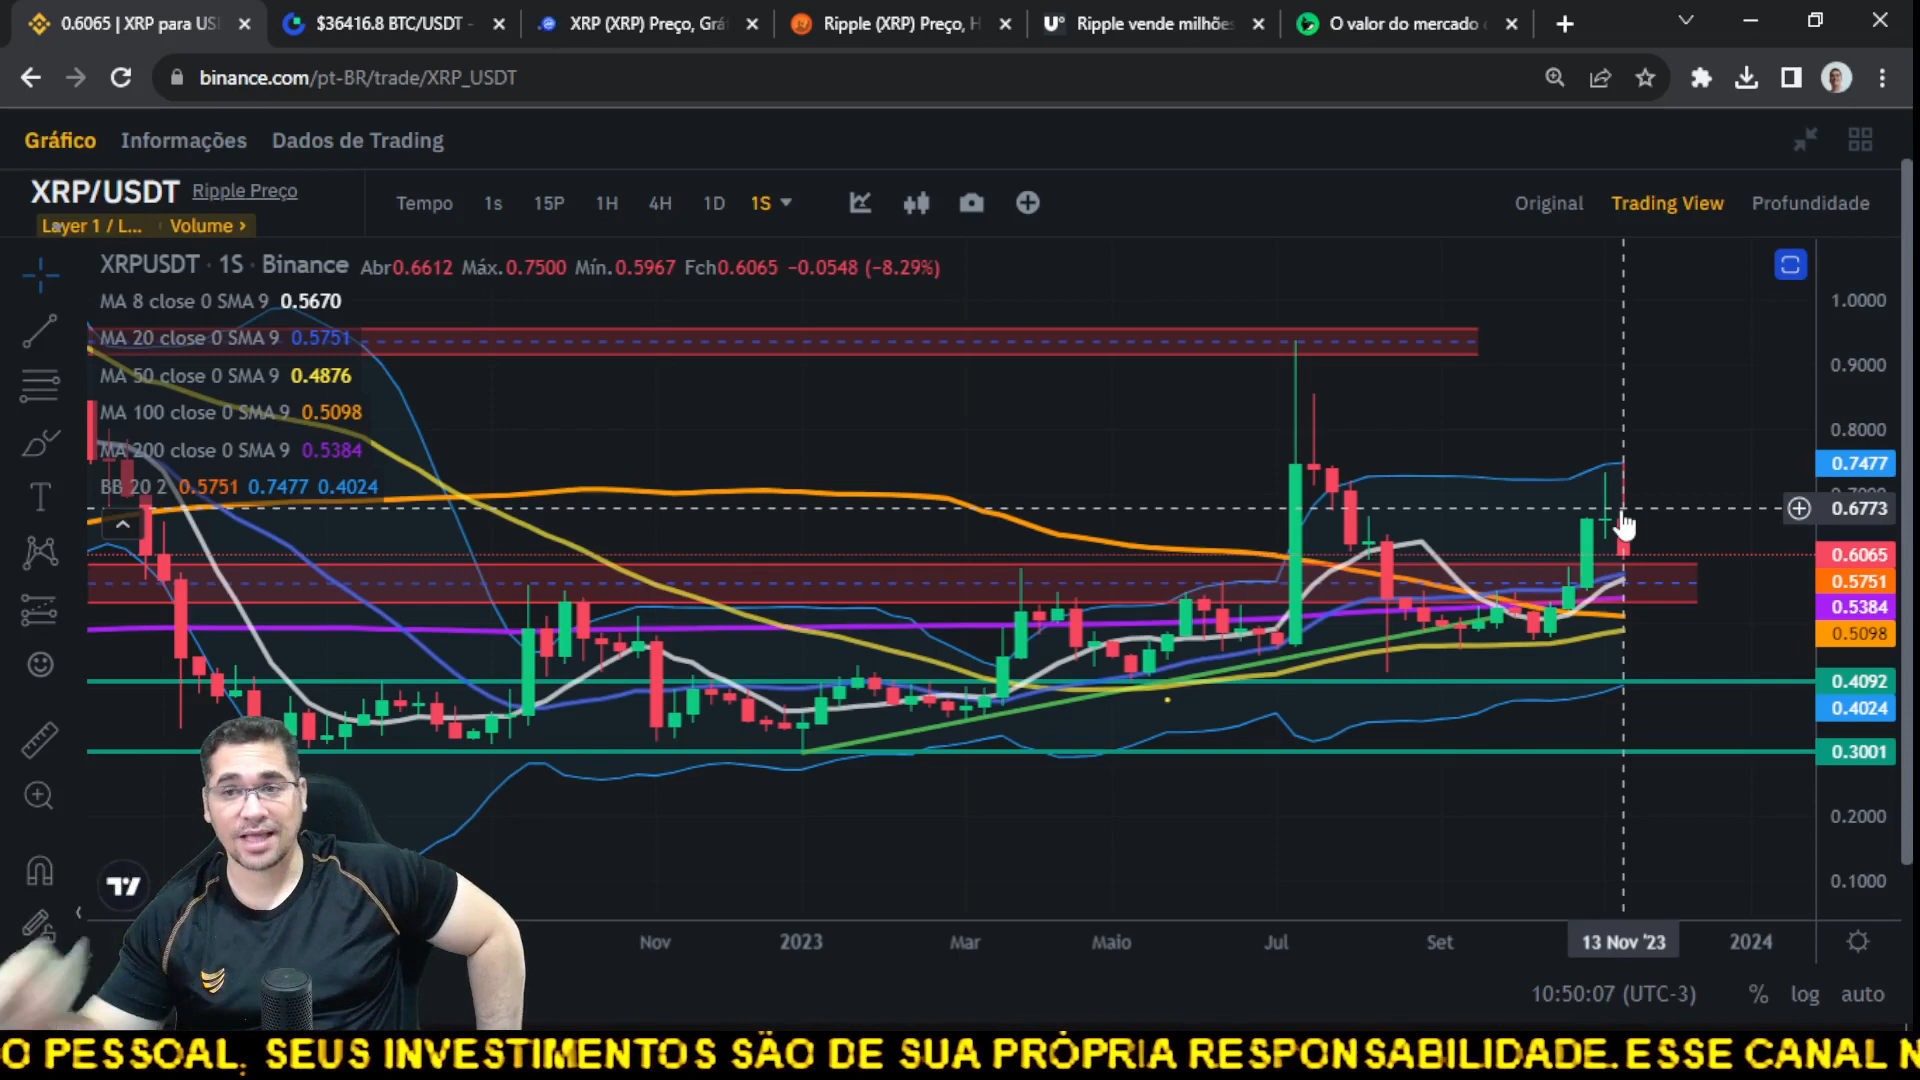 0.6065 | XRP para US
$36416.8 BTC/USDT -
XRP (XRP) Preço, Grá
Ripple (XRP) Preço, H
Ripple vende milhões
O valor do mercado
binance.com/pt-BR/trade/XRP_USDT
Gráfico Informações Dados de Trading
XRP/USDT Ripple Preço
Layer 1 / L... Volume >
Tempo 1s 15P 1H 4H 1D 1S
Original Trading View Profundidade
XRPUSDT · 1S · Binance Abr0.6612 Máx.0.7500 Mín.0.5967 Fch0.6065 −0.0548 (−8.29%)
MA 8 close 0 SMA 9 0.5670
MA 20 close 0 SMA 9 0.5751
MA 50 close 0 SMA 9 0.4876
MA 100 close 0 SMA 9 0.5098
MA 200 close 0 SMA 9 0.5384
BB 20 2 0.5751 0.7477 0.4024
1.0000
0.9000
0.8000
0.7477
0.6773
0.6065
0.5751
0.5384
0.5098
0.4092
0.4024
0.3001
0.2000
0.1000
Nov 2023 Mar Maio Jul Set 13 Nov '23 2024
10:50:07 (UTC-3) % log auto
O PESSOAL, SEUS INVESTIMENTOS SÃO DE SUA PRÓPRIA RESPONSABILIDADE. ESSE CANAL N